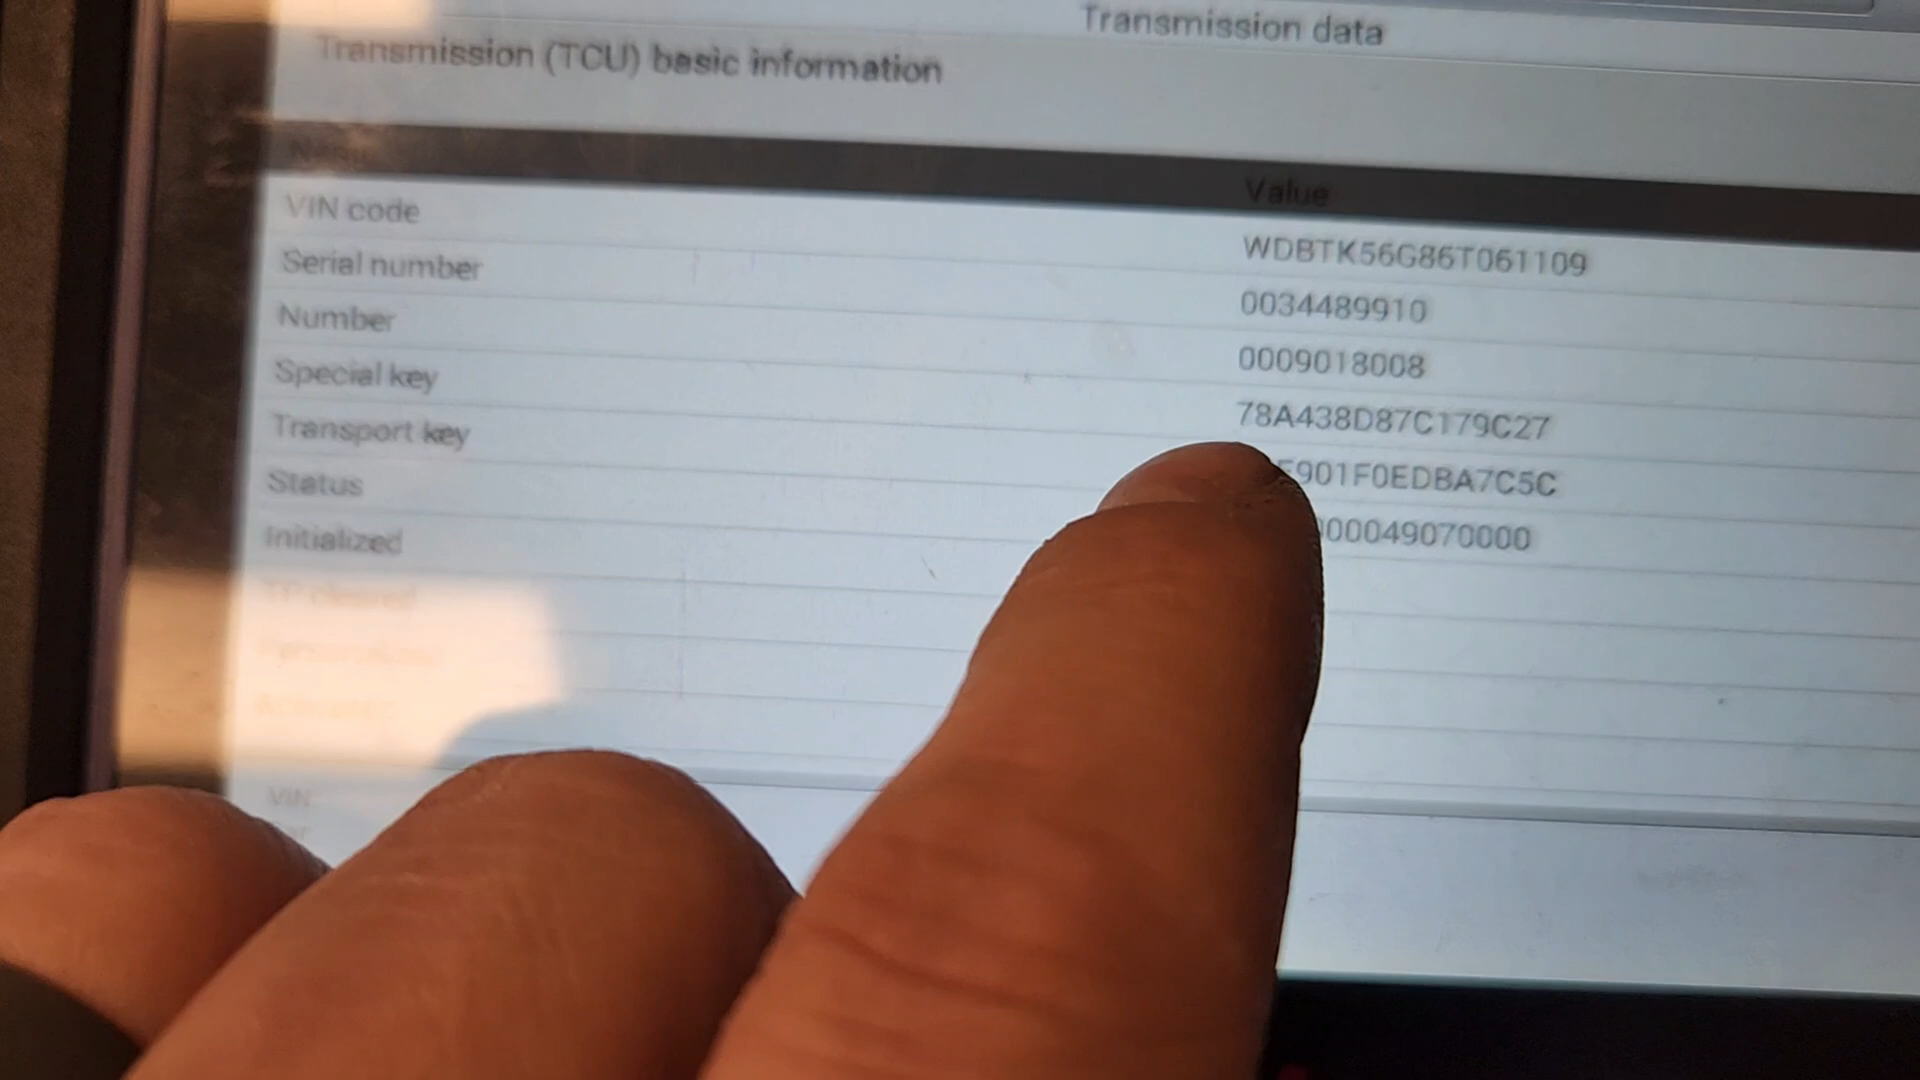 Transmission data
Transmission (TCU) basic information
Value
VIN code WDBTK56G86T061109
Serial number 0034489910
Number 0009018008
Special key 78A438D87C179C27
Transport key 901F0EDBA7C5C
Status 00049070000
Initialized
VIN